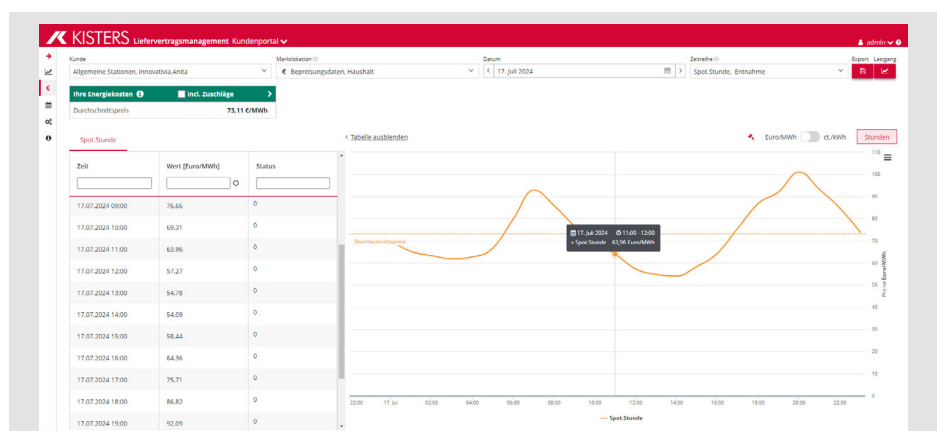 KISTERS Liefervertragsmanagement Kundenportal
admin
Kunde
Allgemeine Stationen, Innovativia,Anita
Marktlokation
€ Bepreisungsdaten, Haushalt
Datum
< 17. Juli 2024 >
Zeitreihe
Spot.Stunde, Entnahme
Export Lastgang
Ihre Energiekosten incl. Zuschläge
Durchschnittspreis 73.11 €/MWh
Spot.Stunde
< Tabelle ausblenden
Euro/MWh ct./kWh Stunden
Zeit Wert [Euro/MWh] Status
17.07.2024 09:00 76,66 0
17.07.2024 10:00 69,31 0
17.07.2024 11:00 63,96 0
17.07.2024 12:00 57,27 0
17.07.2024 13:00 54,78 0
17.07.2024 14:00 54,09 0
17.07.2024 15:00 58,44 0
17.07.2024 16:00 64,36 0
17.07.2024 17:00 75,71 0
17.07.2024 18:00 86,82 0
17.07.2024 19:00 92,09 0
110
100
90
80
70
60
50
40
30
20
10
0
Preise Euro/MWh
Durchschnittspreis
17. Juli 2024 11:00 - 12:00
Spot.Stunde 63,96 Euro/MWh
22:00 17. Jul 02:00 04:00 06:00 08:00 10:00 12:00 14:00 16:00 18:00 20:00 22:00
Spot.Stunde